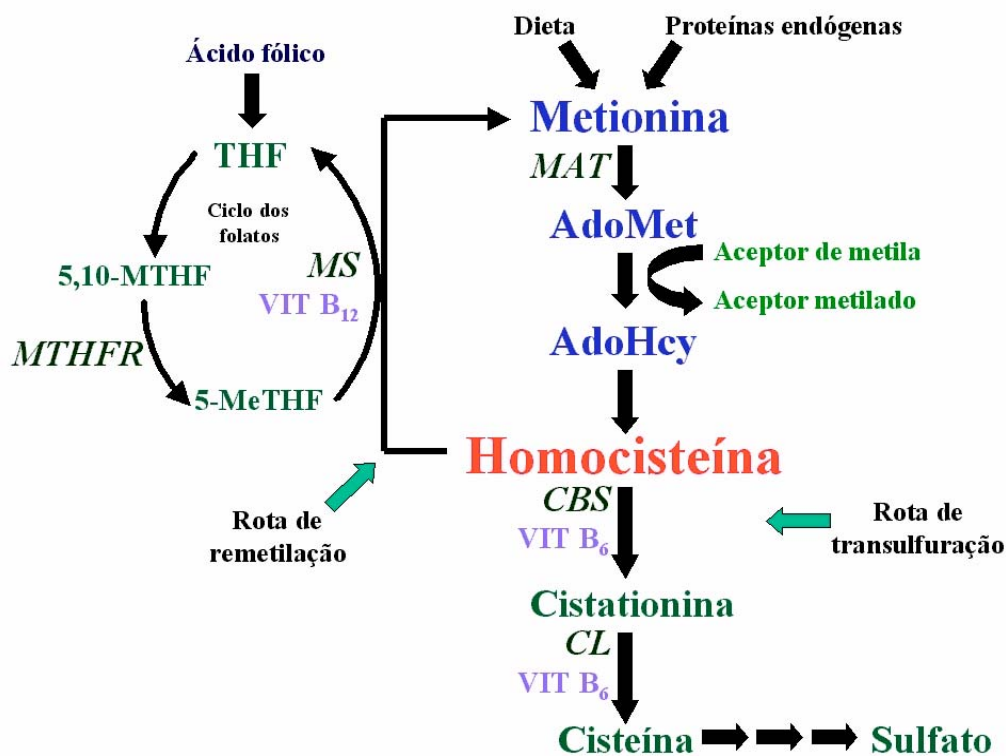 Dieta
Proteínas endógenas
Ácido fólico
Metionina
THF
MAT
Ciclo dos
folatos
AdoMet
MS
Aceptor de metila
5,10-MTHF
VIT B12
Aceptor metilado
AdoHcy
MTHFR
5-MeTHF
Homocisteína
CBS
Rota de
remetilação
VIT B6
Rota de
transulfuração
Cistationina
CL
VIT B6
Cisteína
Sulfato